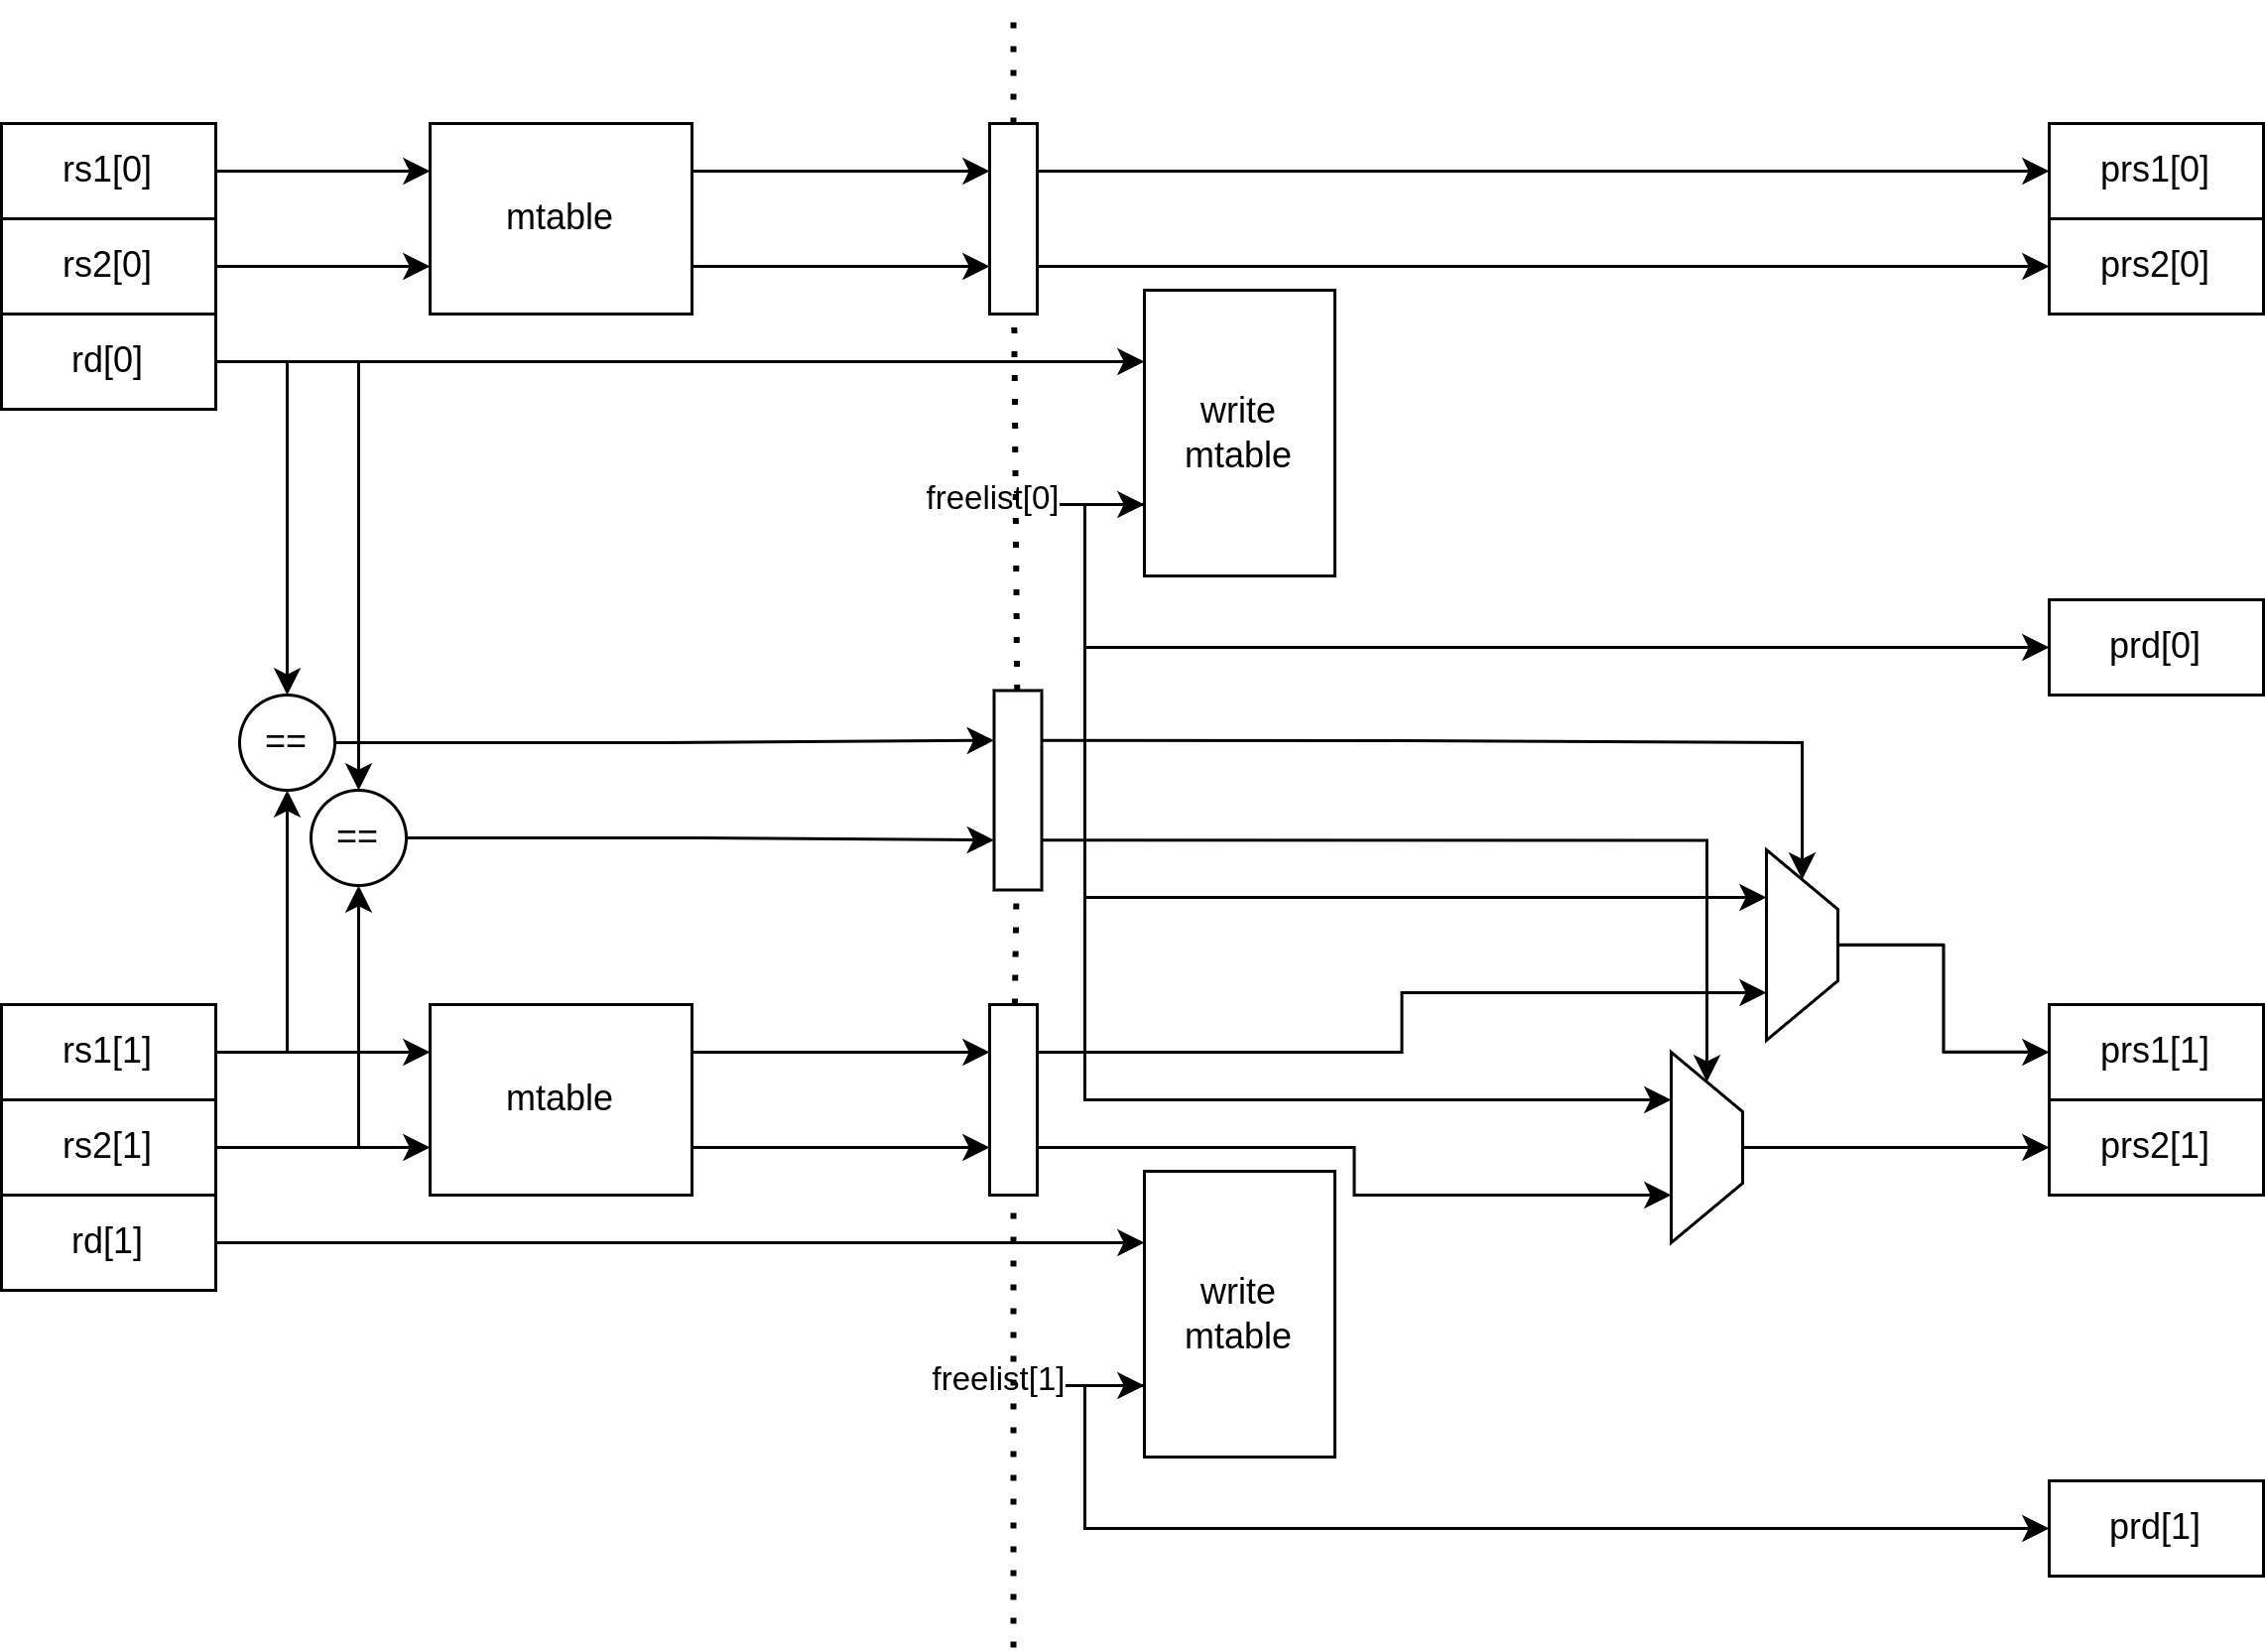 rs1[0]
rs2[0]
rd[0]
mtable
prs1[0]
prs2[0]
write
mtable
freelist[0]
prd[0]
==
==
rs1[1]
rs2[1]
rd[1]
mtable
prs1[1]
prs2[1]
write
mtable
freelist[1]
prd[1]